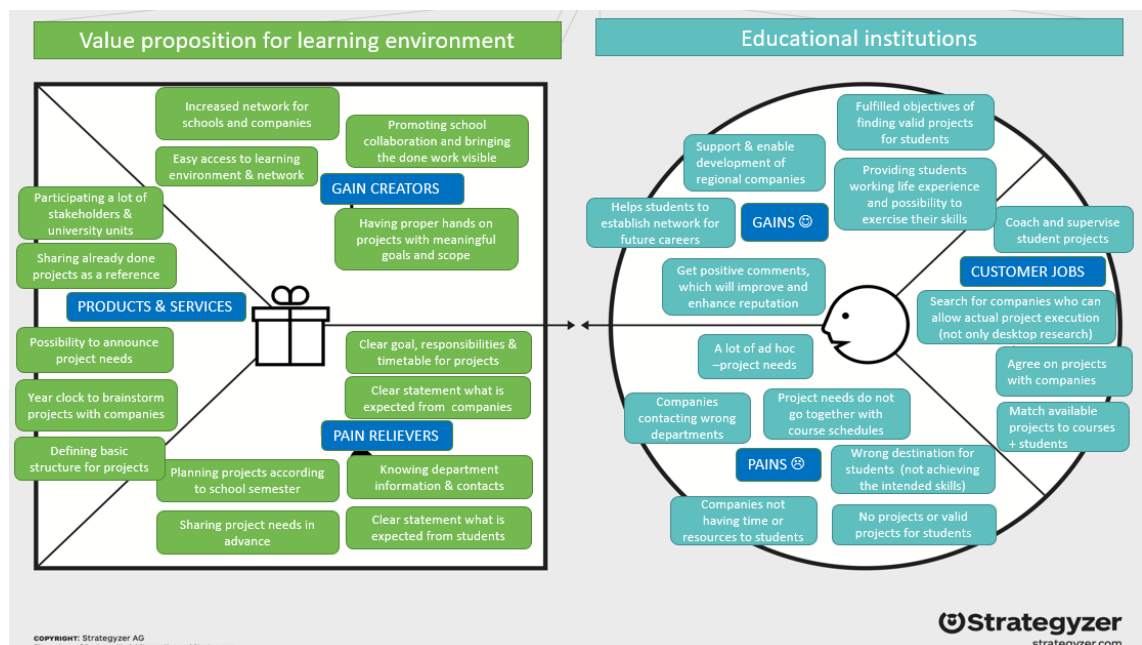 Value proposition for learning environment
Educational institutions
Increased network for
schools and companies
Promoting school
collaboration and bringing
the done work visible
Easy access to learning
environment & network
GAIN CREATORS
Having proper hands on
projects with meaningful
goals and scope
Participating a lot of
stakeholders &
university units
Sharing already done
projects as a reference
PRODUCTS & SERVICES
Possibility to announce
project needs
Year clock to brainstorm
projects with companies
Defining basic
structure for projects
Clear goal, responsibilities &
timetable for projects
Clear statement what is
expected from companies
PAIN RELIEVERS
Planning projects according
to school semester
Knowing department
information & contacts
Sharing project needs in
advance
Clear statement what is
expected from students
Fulfilled objectives of
finding valid projects
for students
Support & enable
development of
regional companies
Providing students
working life experience
and possibility to
exercise their skills
Helps students to
establish network for
future careers
GAINS ☺
Get positive comments,
which will improve and
enhance reputation
Coach and supervise
student projects
CUSTOMER JOBS
Search for companies who can
allow actual project execution
(not only desktop research)
Agree on projects
with companies
Match available
projects to courses
+ students
A lot of ad hoc
–project needs
Companies
contacting wrong
departments
Project needs do not
go together with
course schedules
PAINS ☹
Wrong destination for
students (not achieving
the intended skills)
Companies not
having time or
resources to students
No projects or valid
projects for students
COPYRIGHT: Strategyzer AG
Strategyzer
strategyzer.com